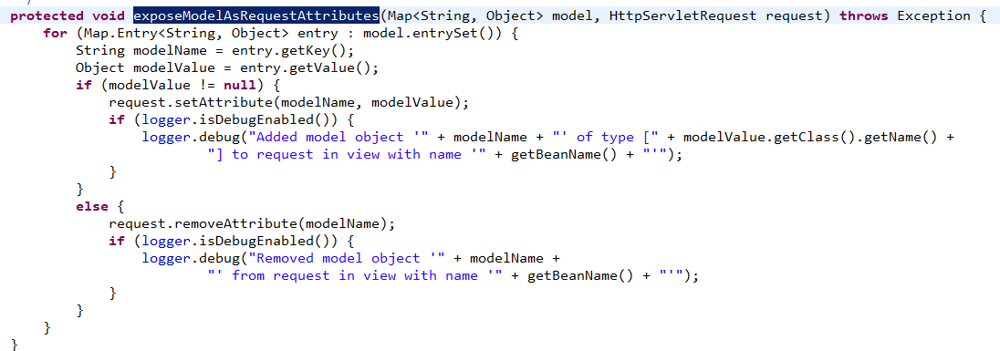 protected void exposeModelAsRequestAttributes(Map<String, Object> model, HttpServletRequest request) throws Exception {
    for (Map.Entry<String, Object> entry : model.entrySet()) {
        String modelName = entry.getKey();
        Object modelValue = entry.getValue();
        if (modelValue != null) {
            request.setAttribute(modelName, modelValue);
            if (logger.isDebugEnabled()) {
                logger.debug("Added model object '" + modelName + "' of type [" + modelValue.getClass().getName() +
                        "] to request in view with name '" + getBeanName() + "'");
            }
        }
        else {
            request.removeAttribute(modelName);
            if (logger.isDebugEnabled()) {
                logger.debug("Removed model object '" + modelName +
                        "' from request in view with name '" + getBeanName() + "'");
            }
        }
    }
}